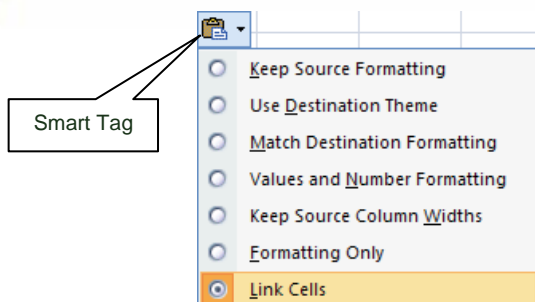 Smart Tag
Keep Source Formatting
Use Destination Theme
Match Destination Formatting
Values and Number Formatting
Keep Source Column Widths
Formatting Only
Link Cells